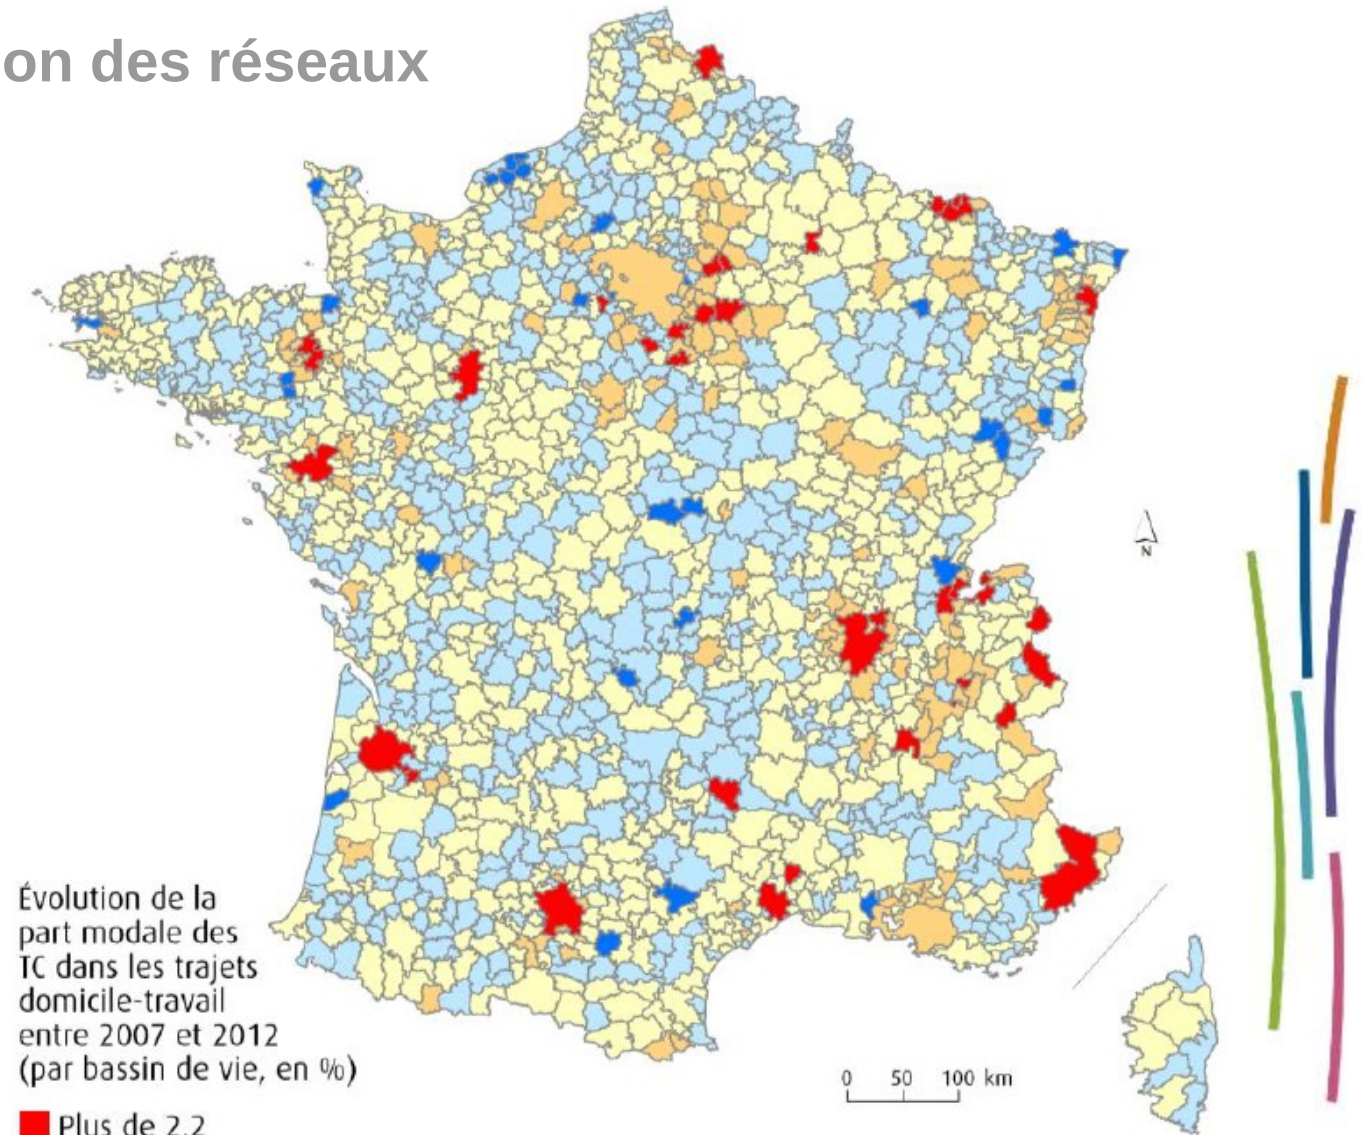 on des réseaux
N
Évolution de la
part modale des
TC dans les trajets
domicile-travail
entre 2007 et 2012
(par bassin de vie, en %)
0 50 100 km
Plus de 2,2